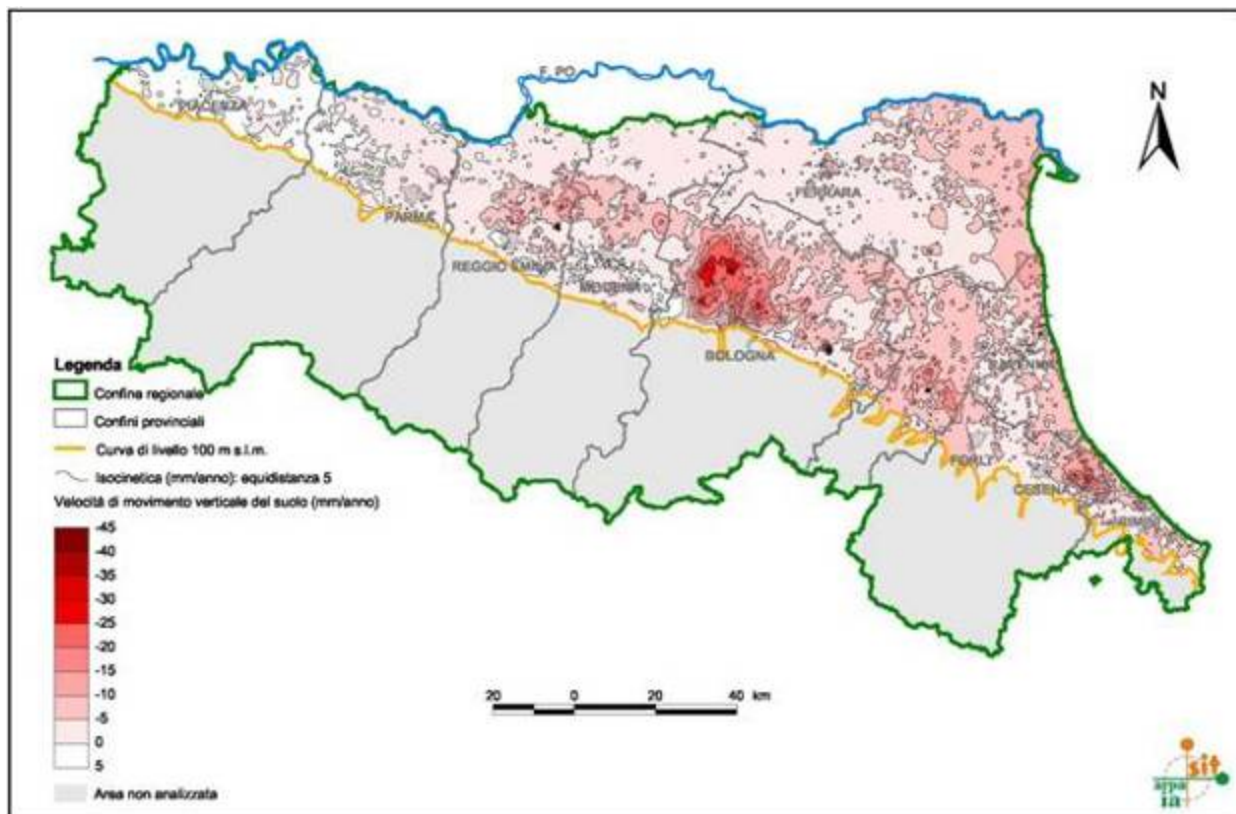 F. PO
N
PIACENZA
FERRARA
PARMA
REGGIO EMILIA
MODENA
BOLOGNA
RAVENNA
FORLI
CESENA
RIMINI
Legenda
Confine regionale
Confini provinciali
Curva di livello 100 m s.l.m.
Isocinetica (mm/anno): equidistanza 5
Velocità di movimento verticale del suolo (mm/anno)
-45
-40
-35
-30
-25
-20
-15
-10
-5
0
5
Area non analizzata
20 0 20 40 km
sit